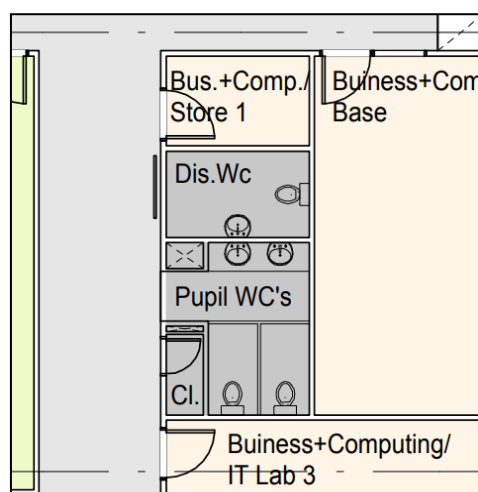 Bus.+Comp./
Store 1
Buiness+Com
Base
Dis.Wc
Pupil WC's
Cl.
Buiness+Computing/
IT Lab 3